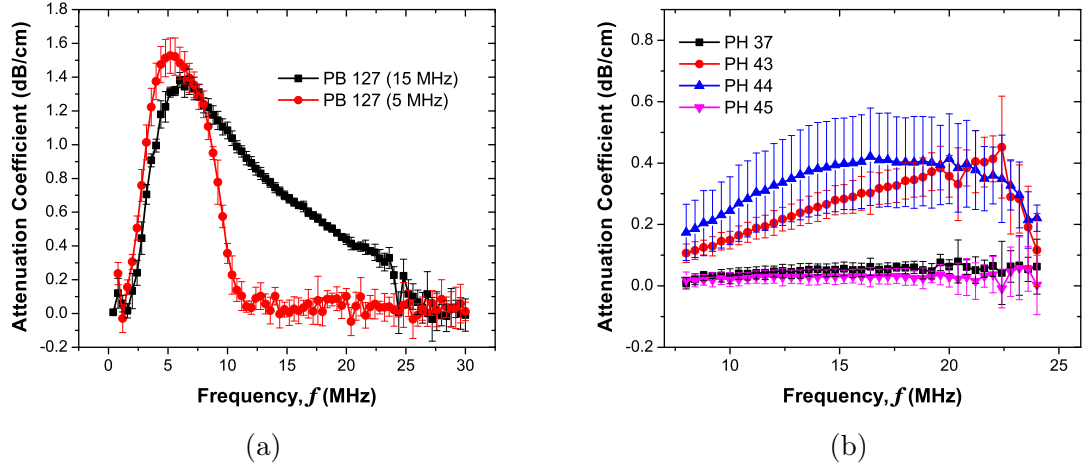 1.8
1.6
1.4
1.2
1.0
0.8
0.6
0.4
0.2
0.0
-0.2
Attenuation Coefficient (dB/cm)
PB 127 (15 MHz)
PB 127 (5 MHz)
0 5 10 15 20 25 30
Frequency, f (MHz)
(a)
0.8
0.6
0.4
0.2
0.0
-0.2
Attenuation Coefficient (dB/cm)
PH 37
PH 43
PH 44
PH 45
10 15 20 25
Frequency, f (MHz)
(b)